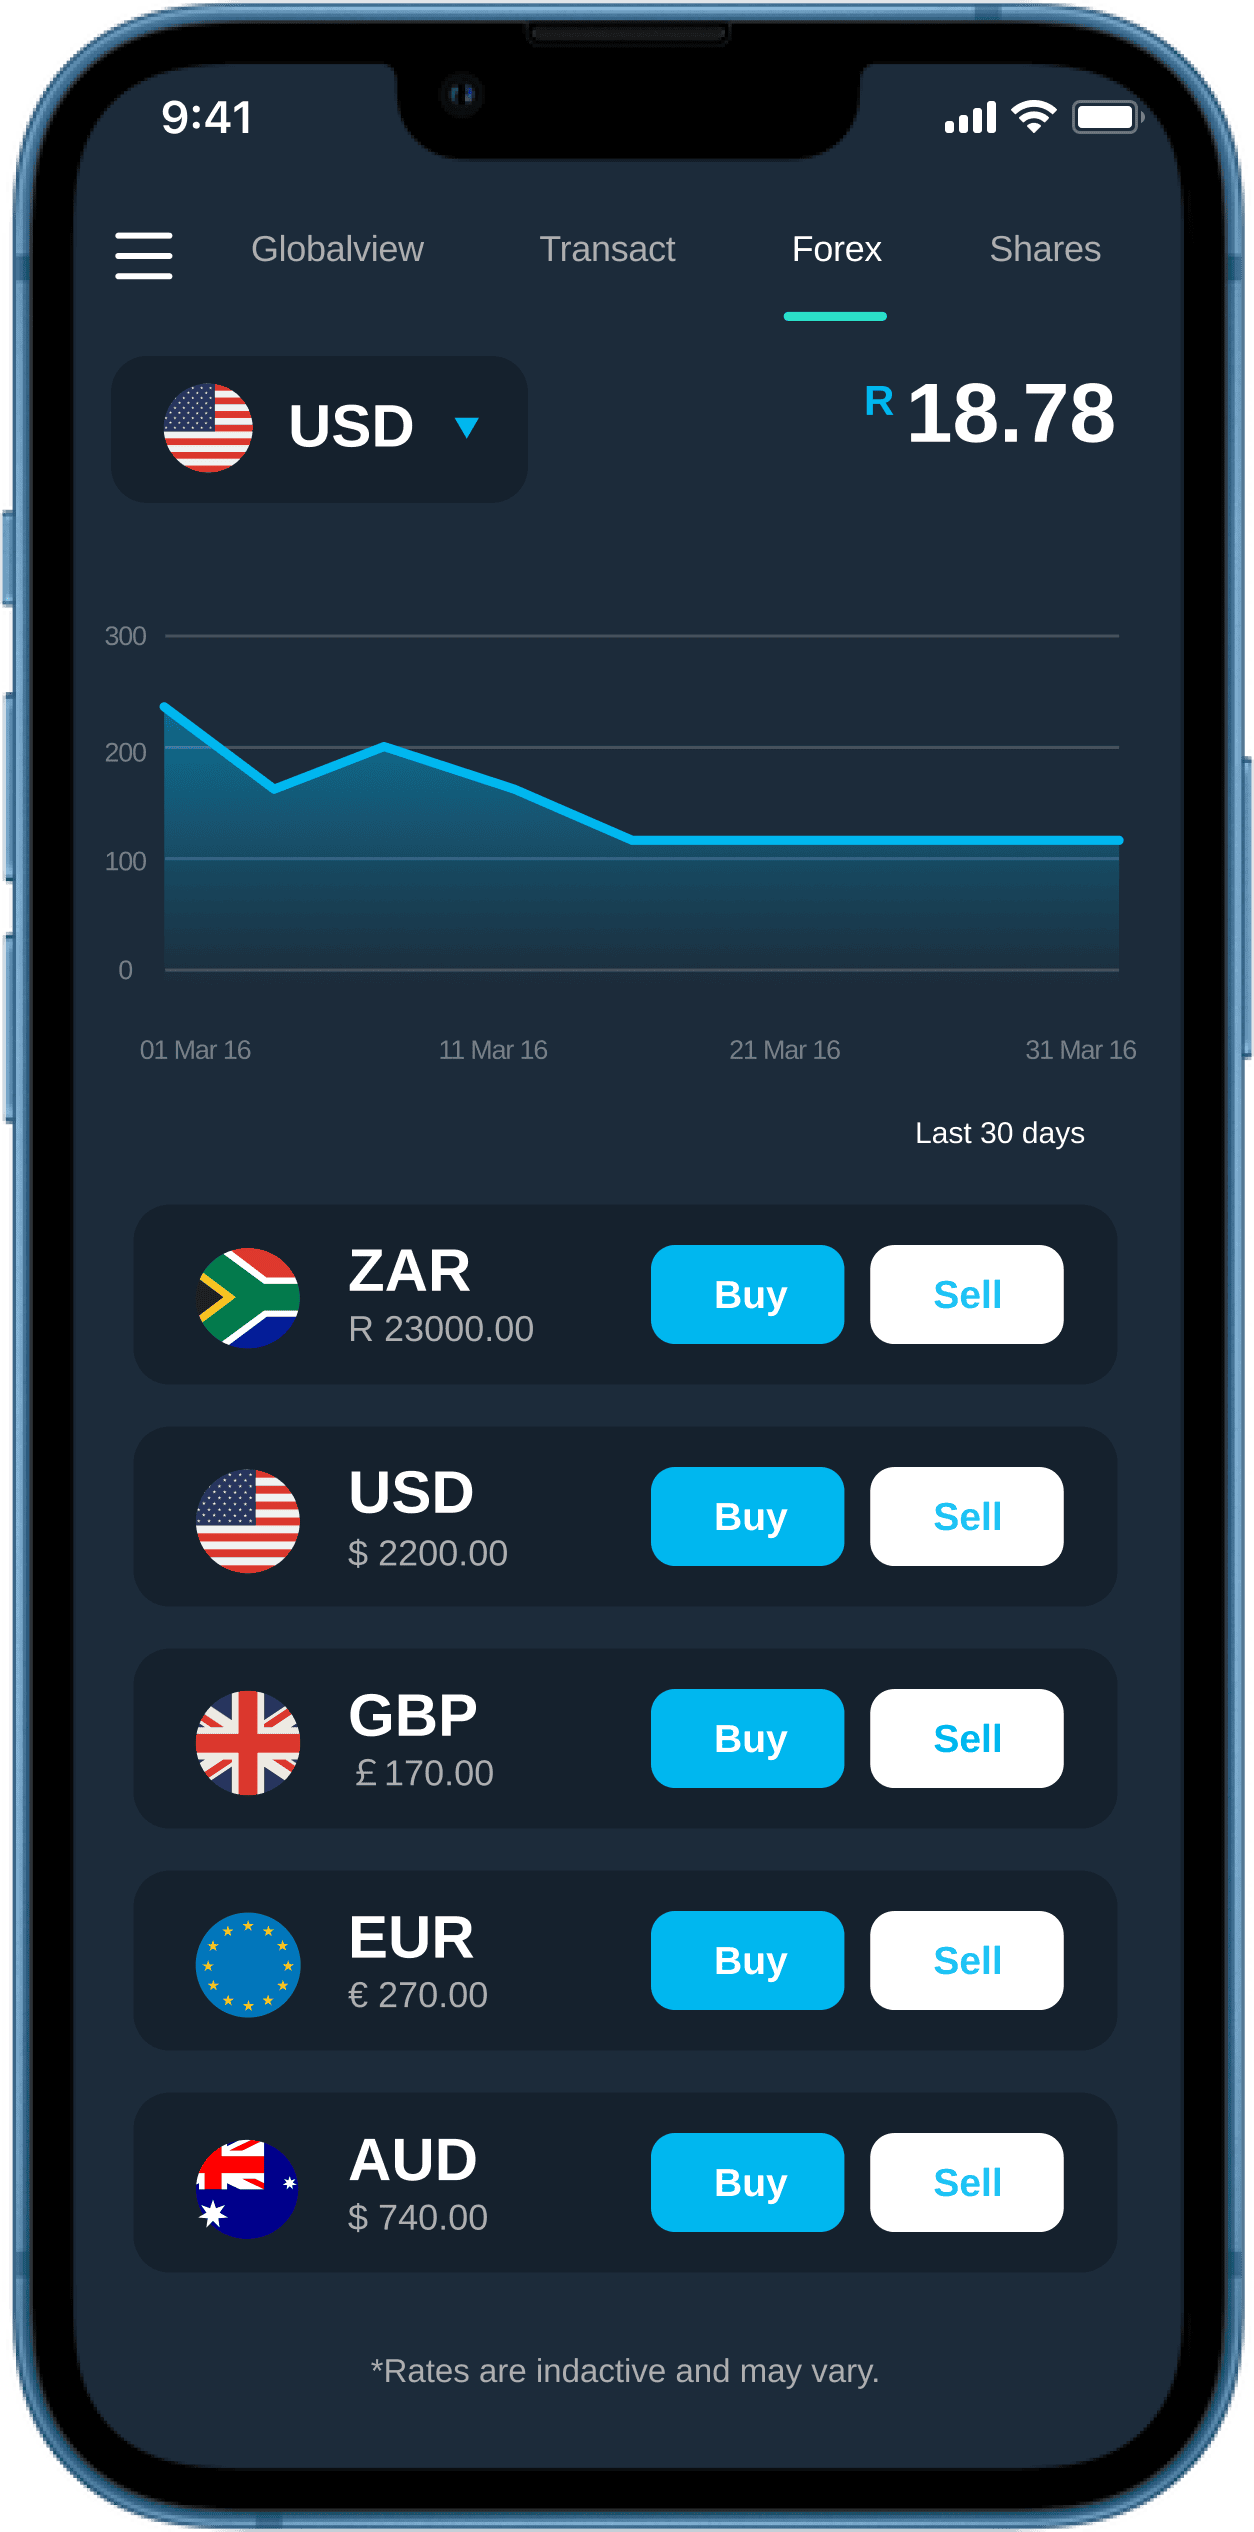 9:41
Globalview Transact Forex Shares
USD R 18.78
300
200
100
0
01 Mar 16 11 Mar 16 21 Mar 16 31 Mar 16
Last 30 days
ZAR
R 23000.00
Buy Sell
USD
$ 2200.00
Buy Sell
GBP
£ 170.00
Buy Sell
EUR
€ 270.00
Buy Sell
AUD
$ 740.00
Buy Sell
*Rates are indactive and may vary.